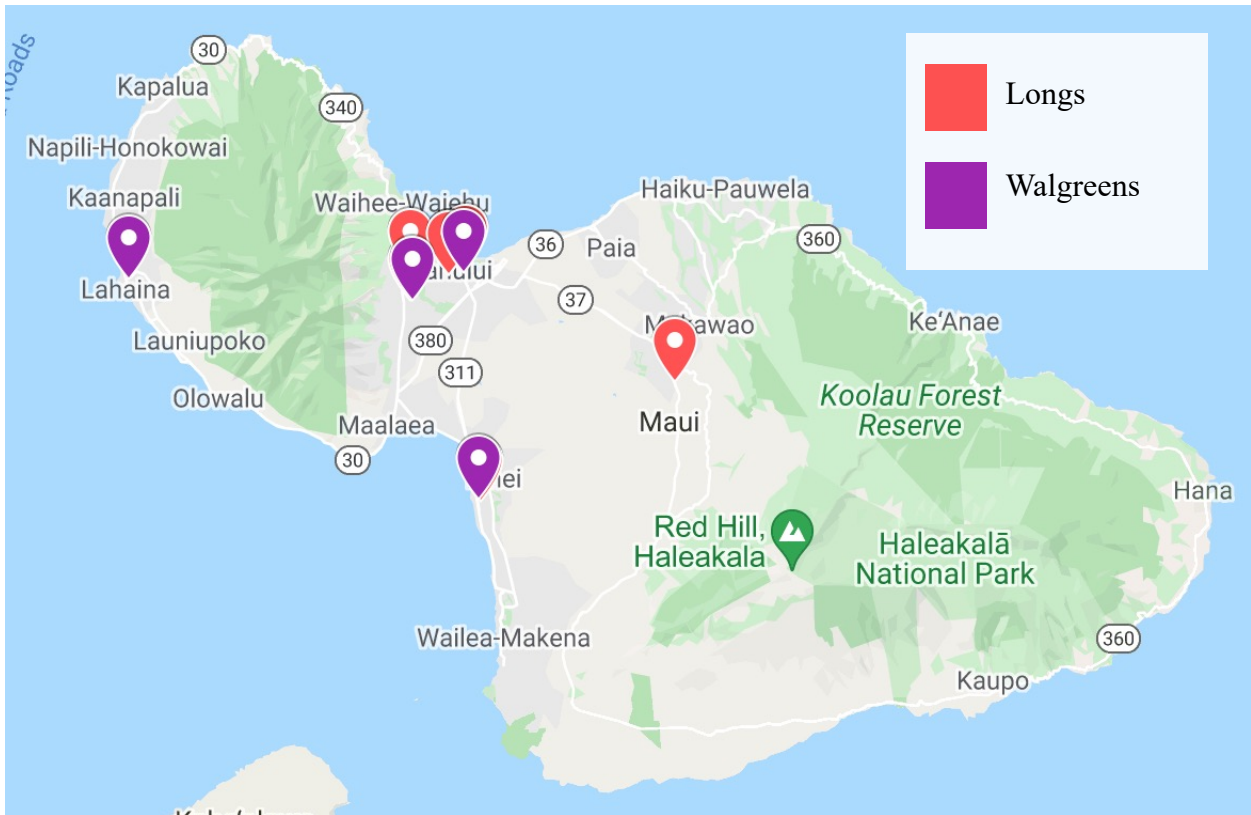 Roads
30
Kapalua
340
Napili-Honokowai
Kaanapali
Waihee-Waiehu
Haiku-Pauwela
36
Paia
360
Lahaina
37
Launiupoko
380
Makawao
Ke‘Anae
311
Olowalu
Koolau Forest
Reserve
Maalaea
Maui
30
Hana
Red Hill,
Haleakala
Haleakalā
National Park
Wailea-Makena
360
Kaupo
Longs
Walgreens